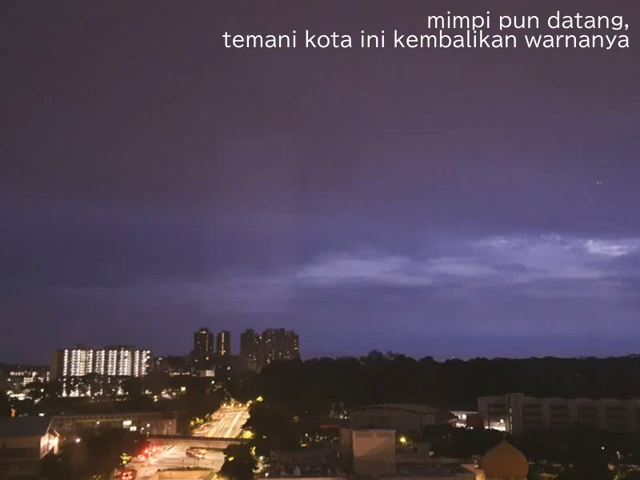 mimpi pun datang,
temani kota ini kembalikan warnanya